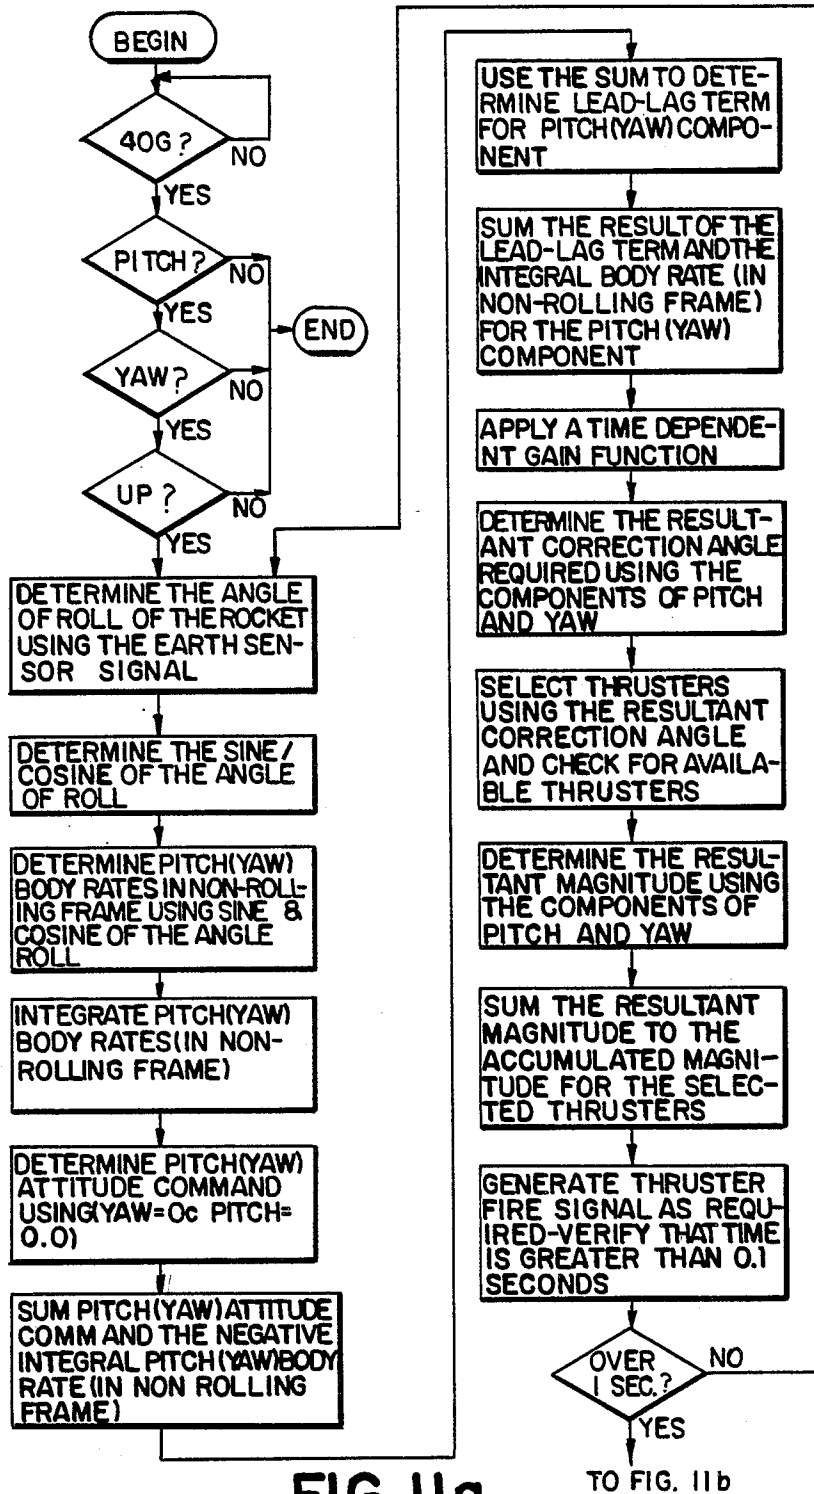 BEGIN
40G?
NO
YES
PITCH?
NO
YES
END
YAW?
NO
YES
UP?
NO
YES
DETERMINE THE ANGLE
OF ROLL OF THE ROCKET
USING THE EARTH SEN-
SOR SIGNAL
DETERMINE THE SINE/
COSINE OF THE ANGLE
OF ROLL
DETERMINE PITCH(YAW)
BODY RATES IN NON-ROLL-
ING FRAME USING SINE &
COSINE OF THE ANGLE
ROLL
INTEGRATE PITCH(YAW)
BODY RATES(IN NON-
ROLLING FRAME)
DETERMINE PITCH(YAW)
ATTITUDE COMMAND
USING(YAW=Oc PITCH=
0.0)
SUM PITCH(YAW)ATTITUDE
COMM AND THE NEGATIVE
INTEGRAL PITCH(YAW)BODY
RATE(IN NON ROLLING
FRAME)
USE THE SUM TO DETE-
RMINE LEAD-LAG TERM
FOR PITCH(YAW) COMPO-
NENT
SUM THE RESULT OF THE
LEAD-LAG TERM AND THE
INTEGRAL BODY RATE (IN
NON-ROLLING FRAME)
FOR THE PITCH (YAW)
COMPONENT
APPLY A TIME DEPENDE-
NT GAIN FUNCTION
DETERMINE THE RESULT-
ANT CORRECTION ANGLE
REQUIRED USING THE
COMPONENTS OF PITCH
AND YAW
SELECT THRUSTERS
USING THE RESULTANT
CORRECTION ANGLE
AND CHECK FOR AVAILA-
BLE THRUSTERS
DETERMINE THE RESUL-
TANT MAGNITUDE USING
THE COMPONENTS OF
PITCH AND YAW
SUM THE RESULTANT
MAGNITUDE TO THE
ACCUMULATED MAGNI-
TUDE FOR THE SELEC-
TED THRUSTERS
GENERATE THRUSTER
FIRE SIGNAL AS REQU-
IRED-VERIFY THAT TIME
IS GREATER THAN 0.1
SECONDS
OVER
1 SEC.?
NO
YES
TO FIG. 11b
FIG. 11a